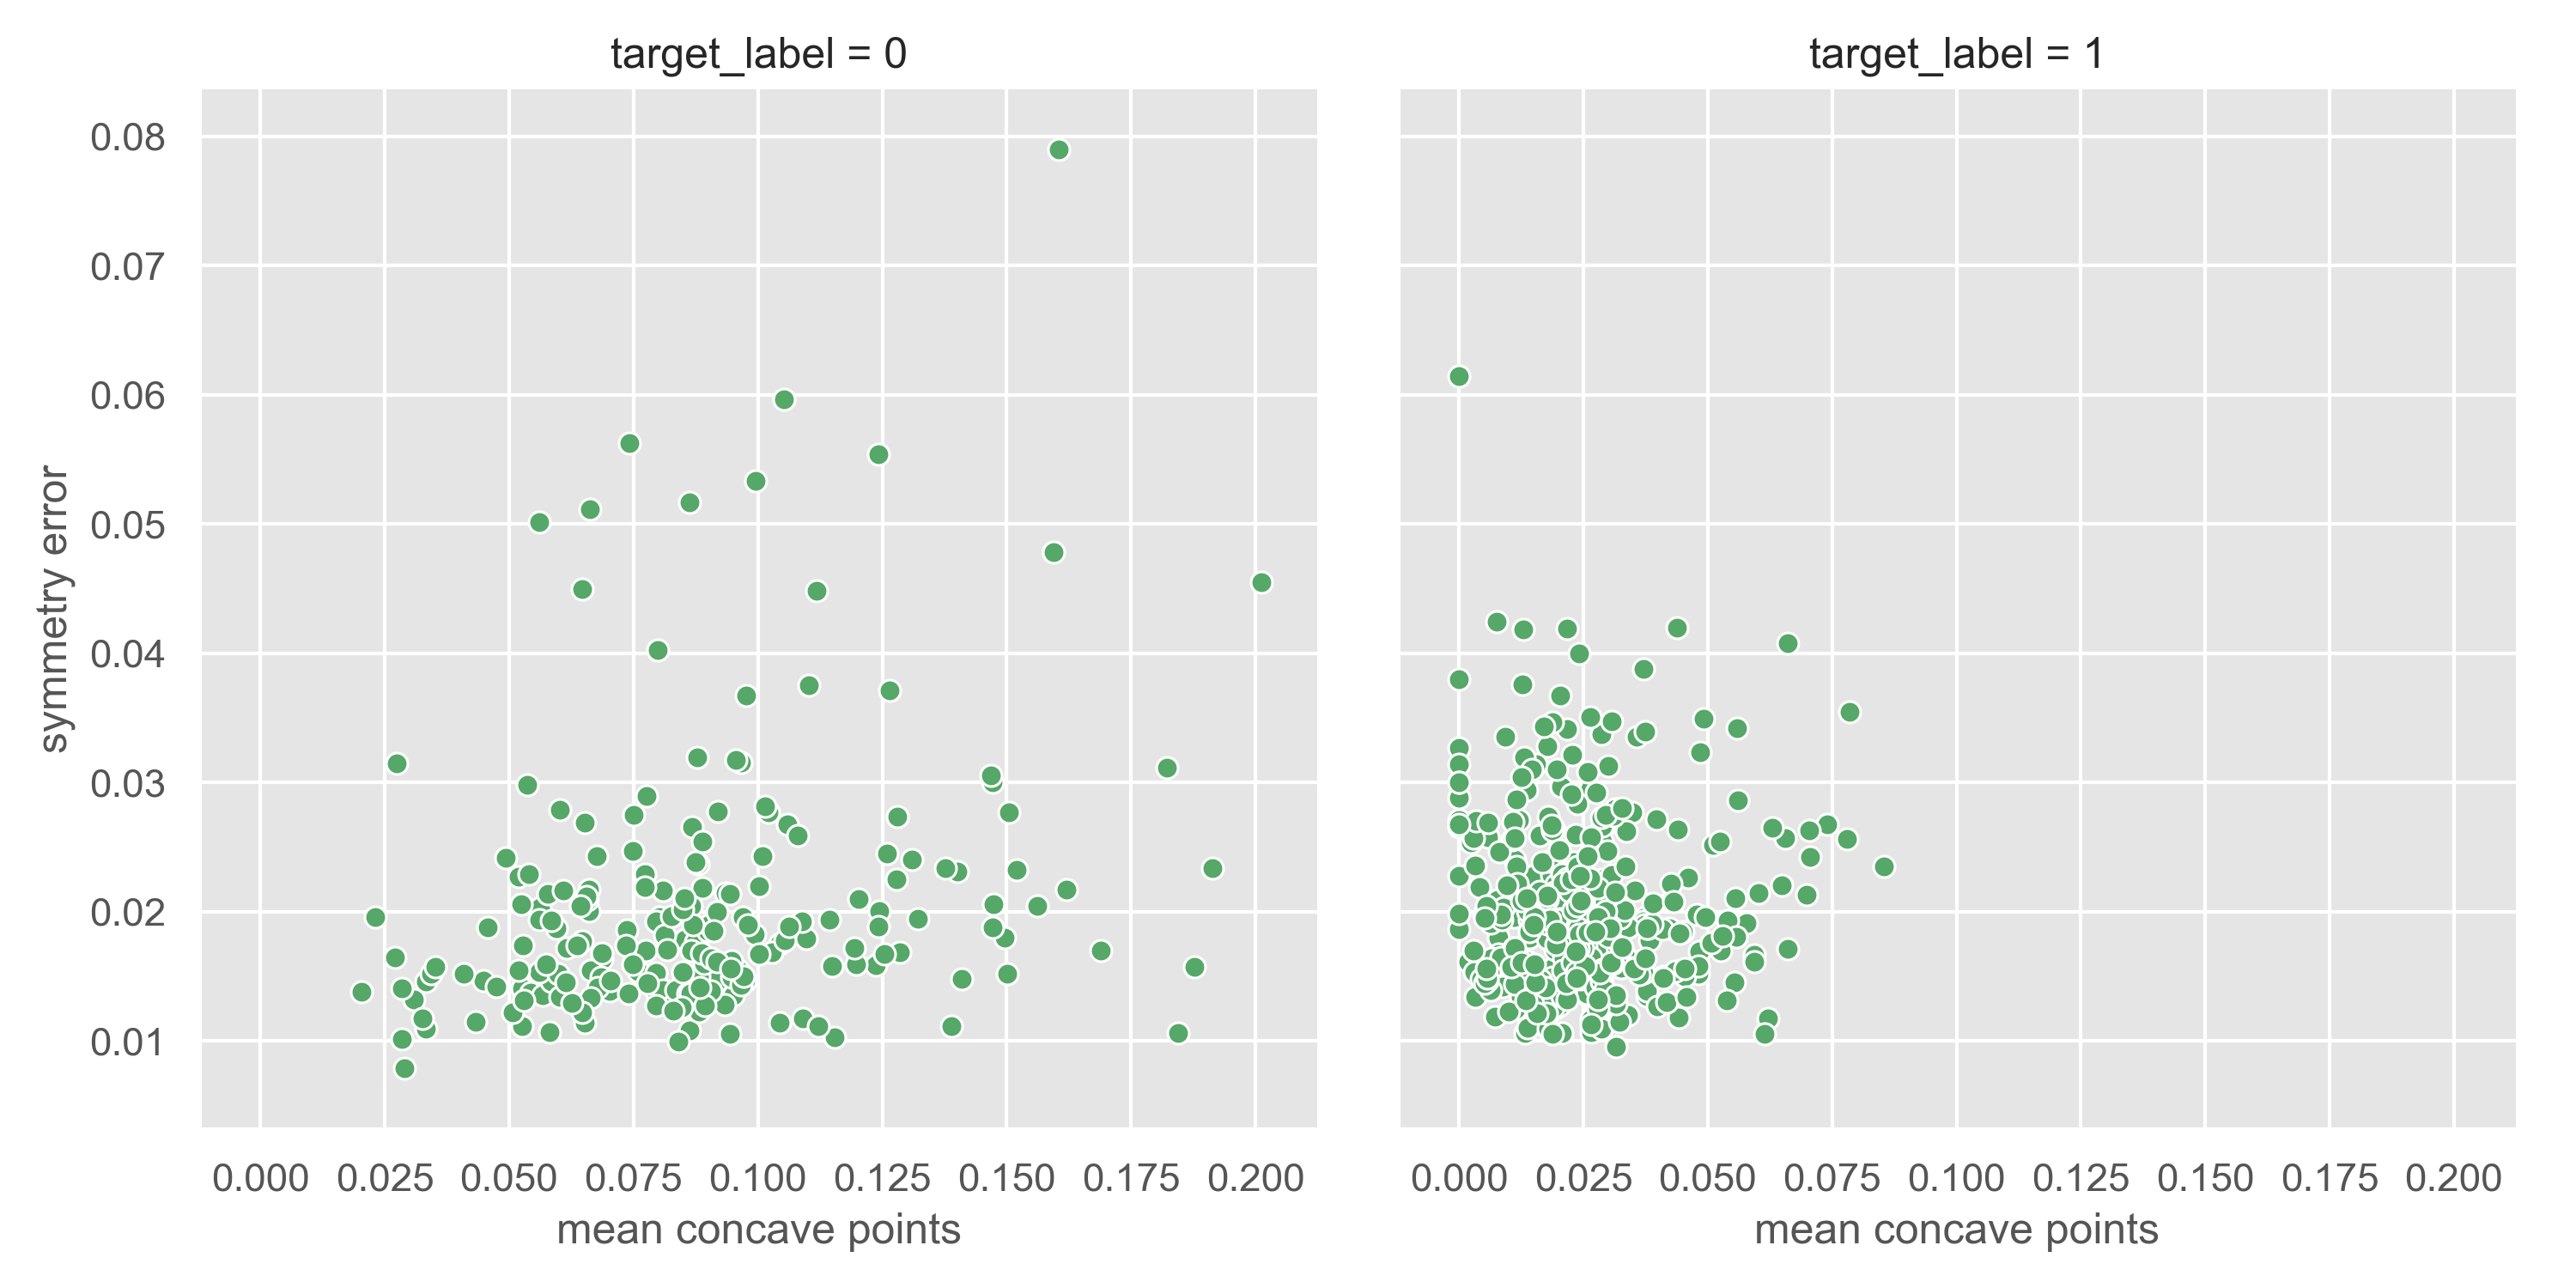 target_label = 0
target_label = 1
0.08
0.07
0.06
0.05
0.04
0.03
0.02
0.01
symmetry error
0.000 0.025 0.050 0.075 0.100 0.125 0.150 0.175 0.200
0.000 0.025 0.050 0.075 0.100 0.125 0.150 0.175 0.200
mean concave points
mean concave points